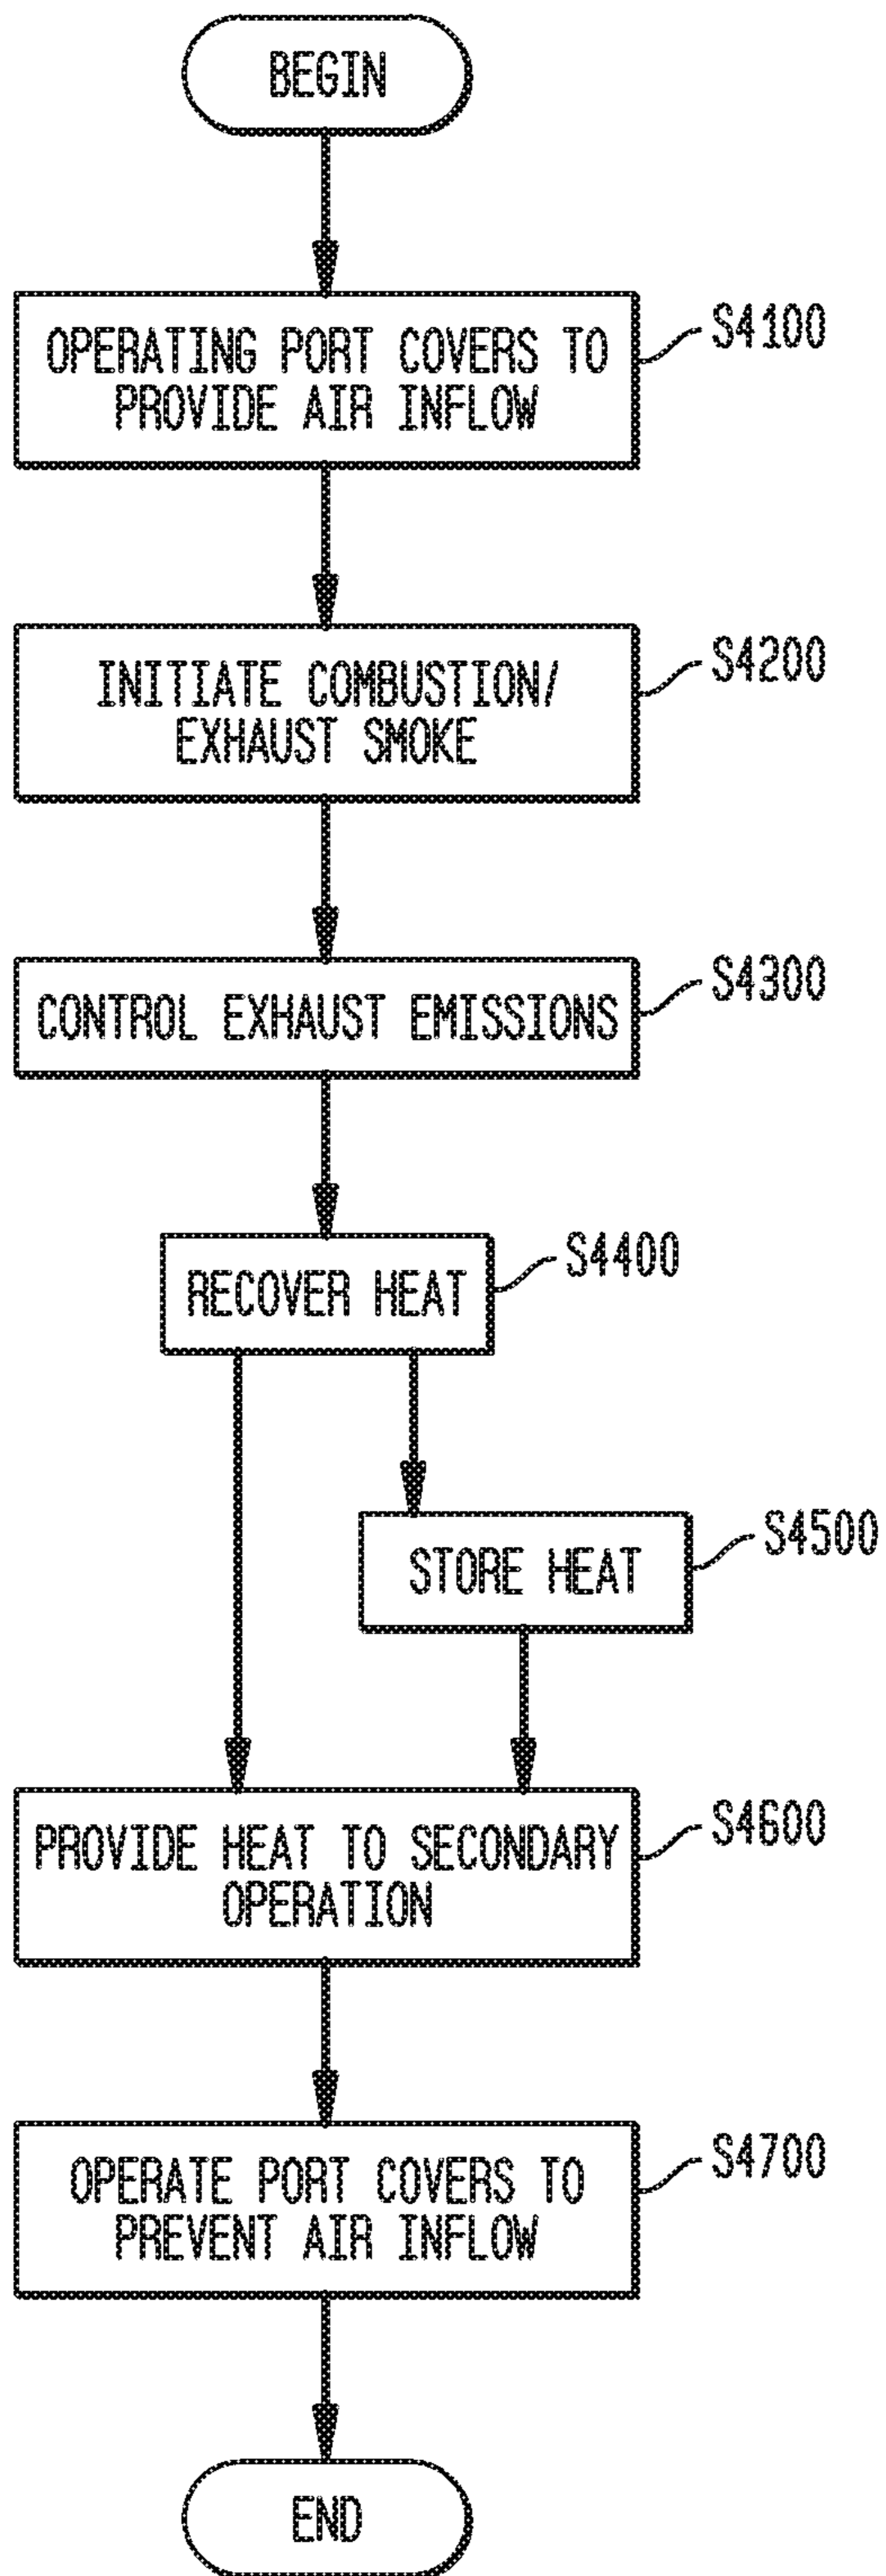 BEGIN
OPERATING PORT COVERS TO
PROVIDE AIR INFLOW
S4100
INITIATE COMBUSTION/
EXHAUST SMOKE
S4200
CONTROL EXHAUST EMISSIONS
S4300
RECOVER HEAT
S4400
STORE HEAT
S4500
PROVIDE HEAT TO SECONDARY
OPERATION
S4600
OPERATE PORT COVERS TO
PREVENT AIR INFLOW
S4700
END